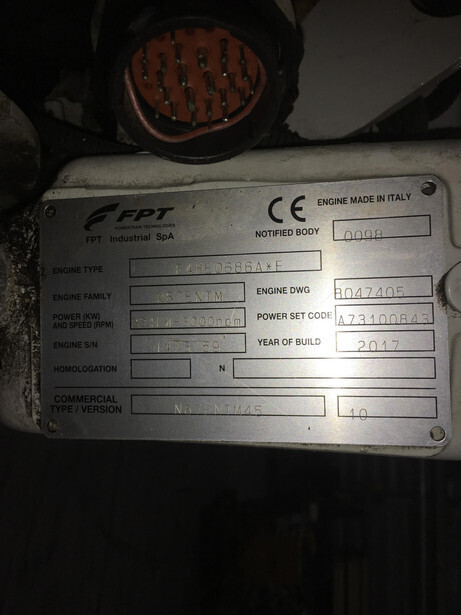 FPT
POWERTRAIN TECHNOLOGIES
FPT Industrial SpA
CE
ENGINE MADE IN ITALY
NOTIFIED BODY 0098
ENGINE TYPE
ENGINE FAMILY
ENGINE DWG 8047405
POWER (KW) AND SPEED (RPM)
POWER SET CODE A73100843
ENGINE S/N
YEAR OF BUILD 2017
HOMOLOGATION N
COMMERCIAL TYPE / VERSION 10